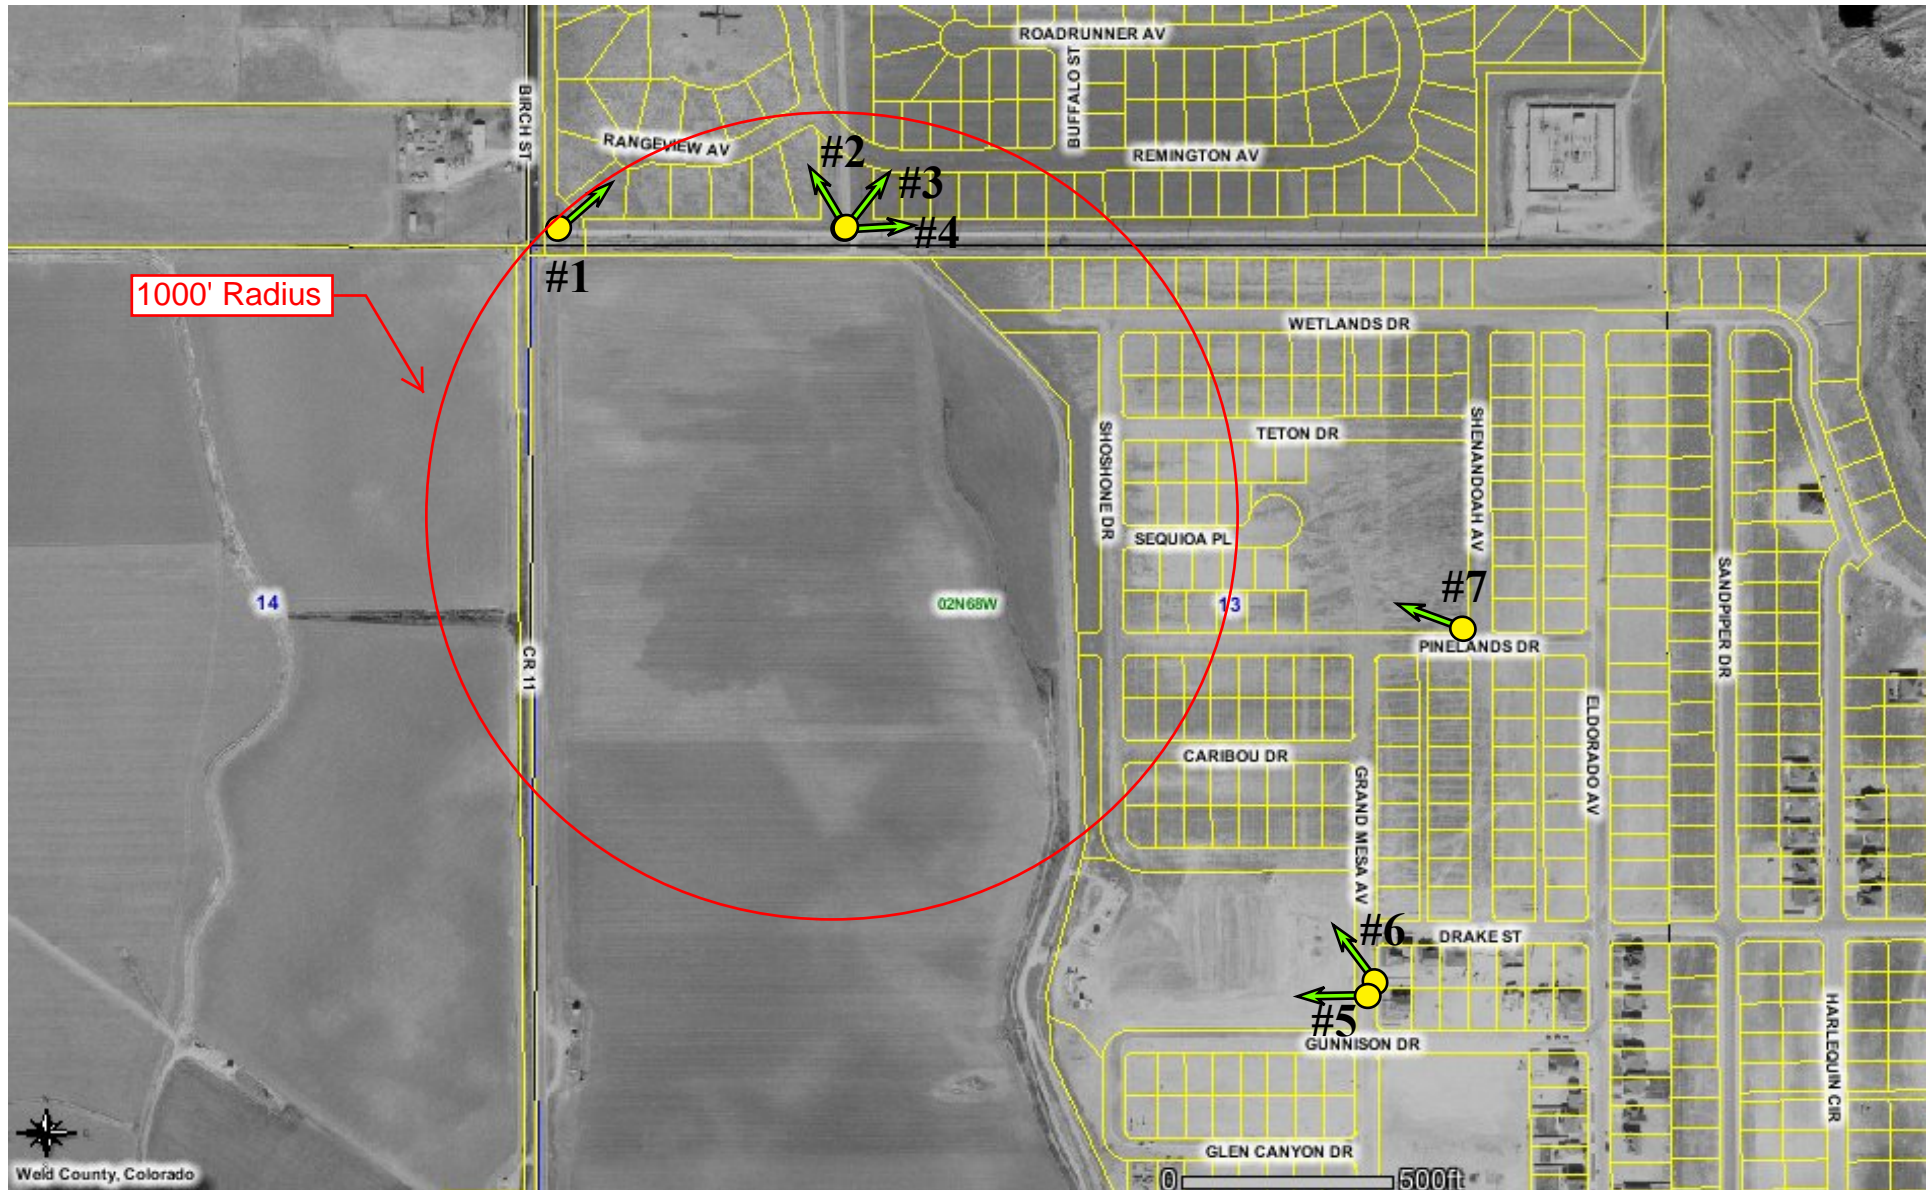 ROADRUNNER AV
BUFFALO ST
BIRCH ST
RANGEVIEW AV
REMINGTON AV
#2
#3
#4
#1
1000' Radius
WETLANDS DR
TETON DR
SHOSHONE DR
SHENANDOAH AV
SEQUIOA PL
SANDPIPER DR
14
02N68W
13
#7
PINELANDS DR
CR 11
ELDORADO AV
CARIBOU DR
GRAND MESA AV
#6
DRAKE ST
#5
GUNNISON DR
HARLEQUIN CIR
GLEN CANYON DR
Weld County, Colorado
0 500ft